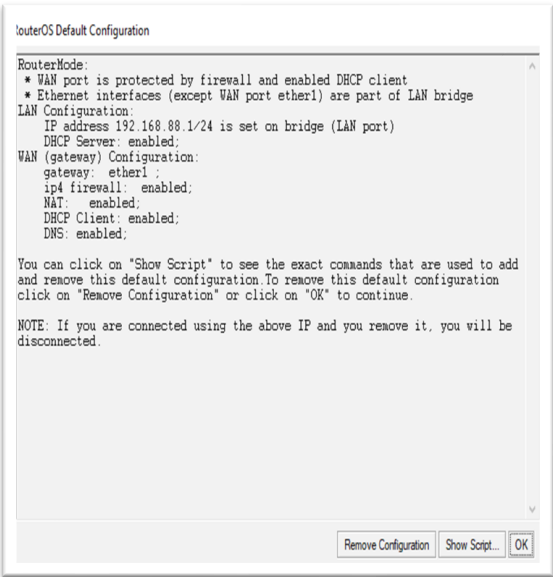 RouterOS Default Configuration
RouterMode:
* WAN port is protected by firewall and enabled DHCP client
* Ethernet interfaces (except WAN port ether1) are part of LAN bridge
LAN Configuration:
IP address 192.168.88.1/24 is set on bridge (LAN port)
DHCP Server: enabled;
WAN (gateway) Configuration:
gateway: ether1 ;
ip4 firewall: enabled;
NAT: enabled;
DHCP Client: enabled;
DNS: enabled;
You can click on "Show Script" to see the exact commands that are used to add
and remove this default configuration.To remove this default configuration
click on "Remove Configuration" or click on "OK" to continue.
NOTE: If you are connected using the above IP and you remove it, you will be
disconnected.
Remove Configuration Show Script... OK